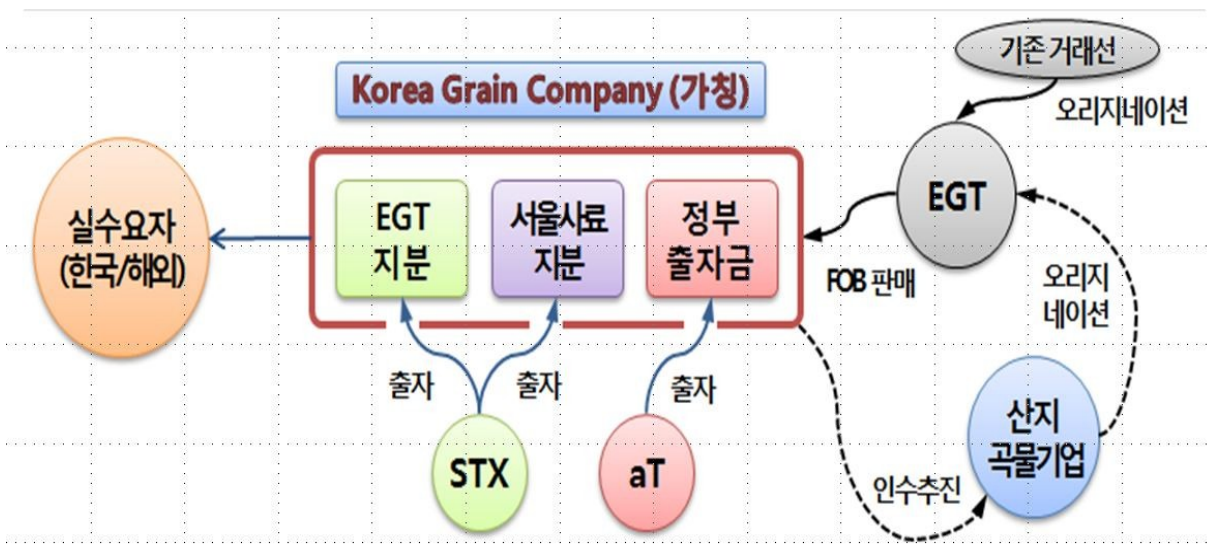 기존 거래선
Korea Grain Company (가칭)
오리지네이션
EGT
실수요자
(한국/해외)
EGT
지분
서울사료
지분
정부
출자금
FOB 판매
오리지
네이션
출자
출자
출자
산지
곡물기업
STX
aT
인수추진